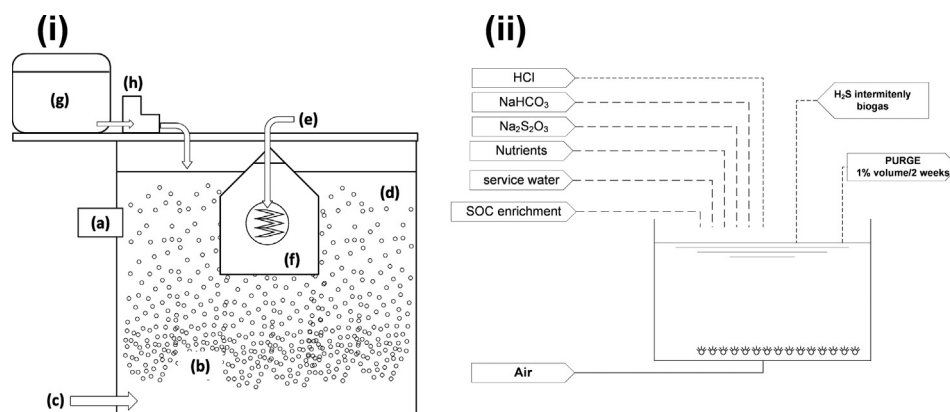 (i)
(g)
(h)
(e)
(d)
(a)
(f)
(b)
(c)
(ii)
HCl
NaHCO₃
Na₂S₂O₃
Nutrients
service water
SOC enrichment
H₂S intermitenly
biogas
PURGE
1% volume/2 weeks
Air